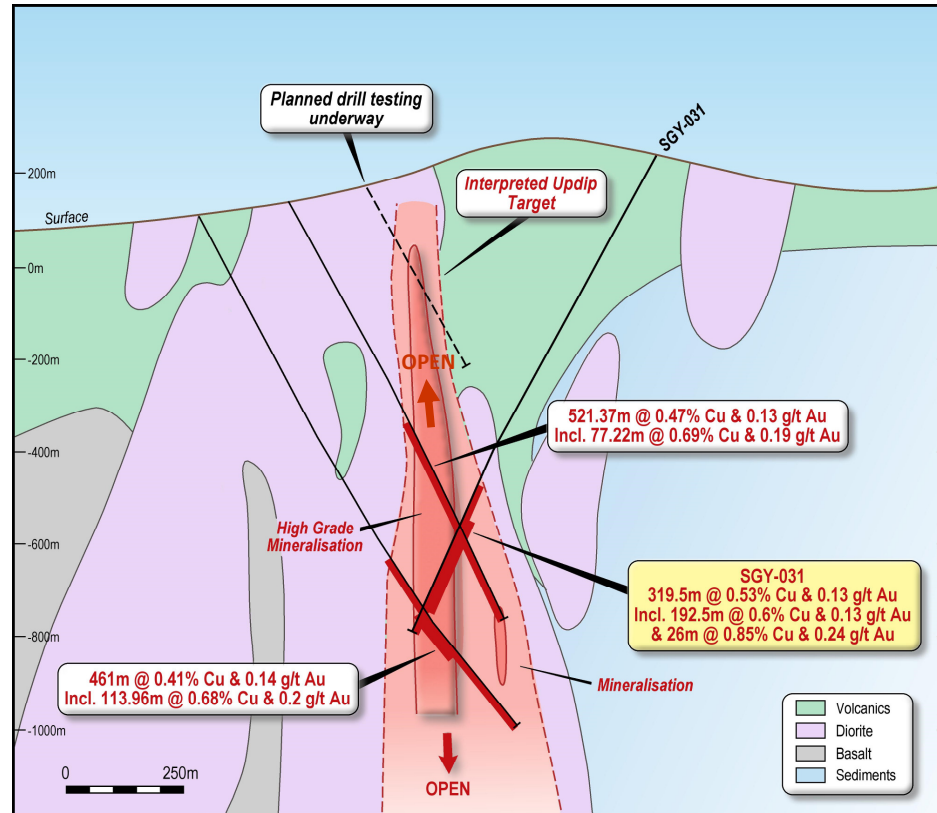 Planned drill testing
underway
SGY-031
200m
Interpreted Updip
Target
Surface
0m
-200m
OPEN
521.37m @ 0.47% Cu & 0.13 g/t Au
Incl. 77.22m @ 0.69% Cu & 0.19 g/t Au
-400m
High Grade
Mineralisation
-600m
SGY-031
319.5m @ 0.53% Cu & 0.13 g/t Au
Incl. 192.5m @ 0.6% Cu & 0.13 g/t Au
& 26m @ 0.85% Cu & 0.24 g/t Au
-800m
461m @ 0.41% Cu & 0.14 g/t Au
Incl. 113.96m @ 0.68% Cu & 0.2 g/t Au
Mineralisation
-1000m
0
250m
OPEN
Volcanics
Diorite
Basalt
Sediments